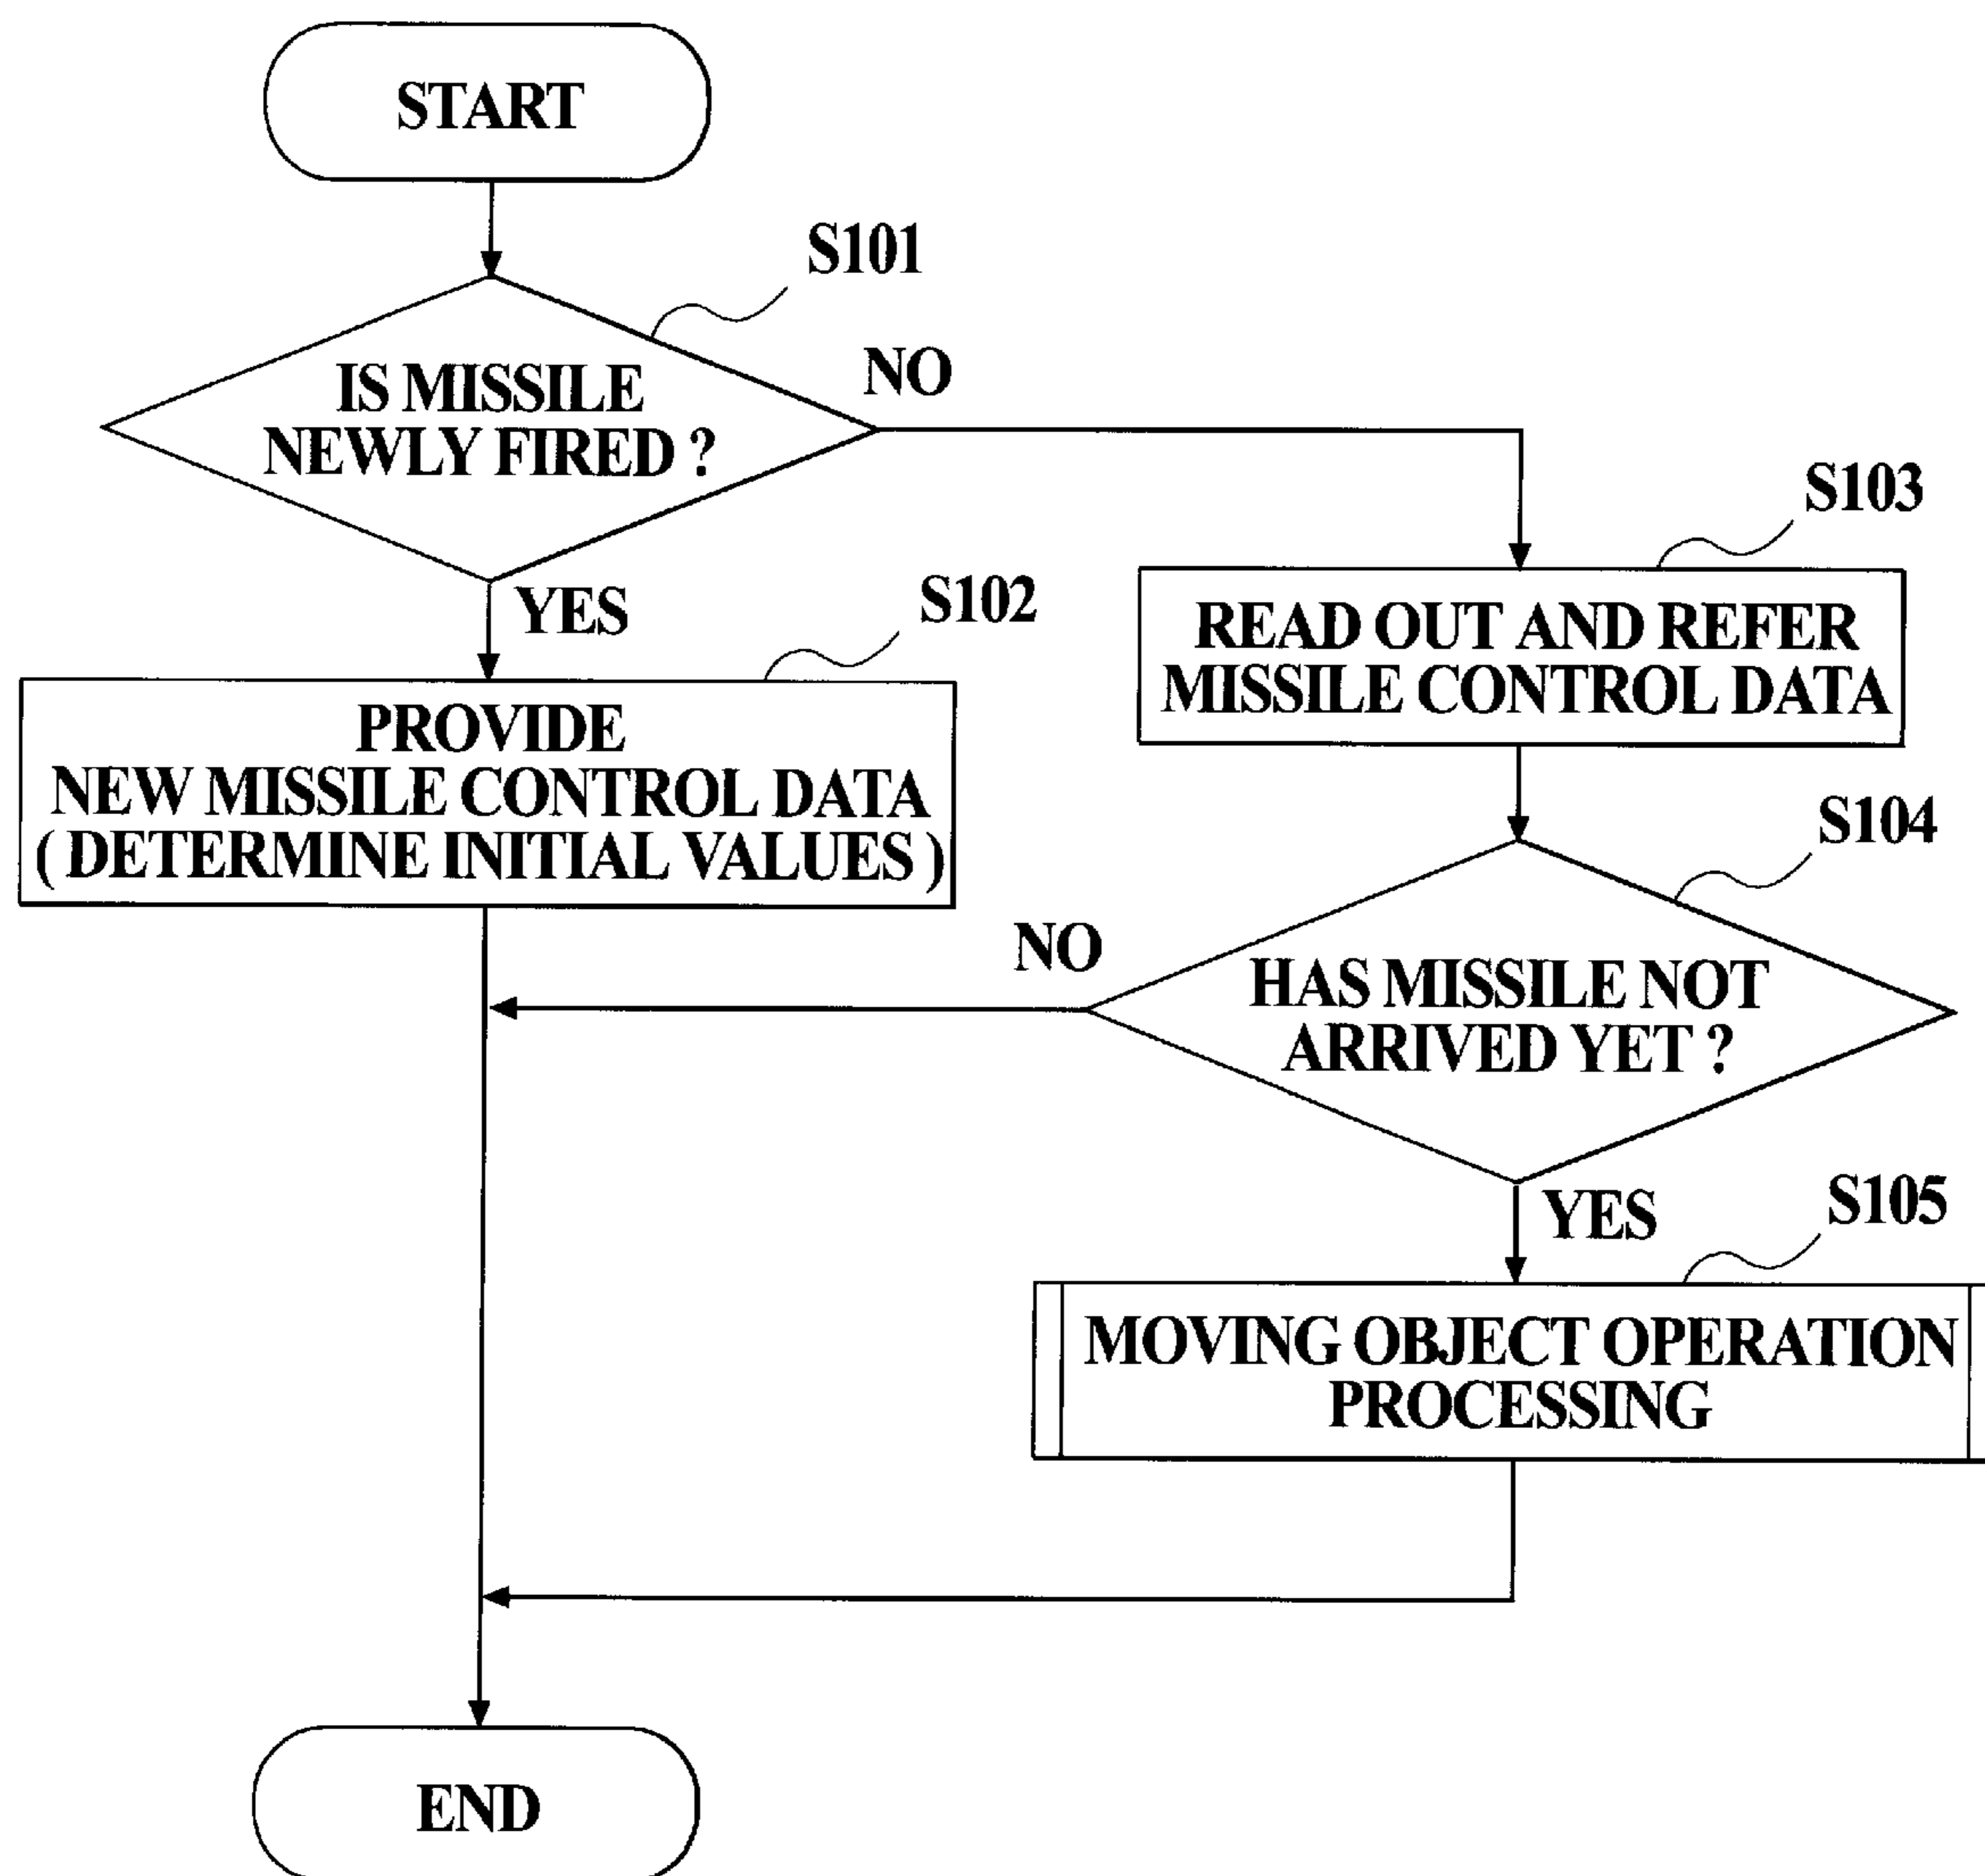 START
S101
IS MISSILE
NEWLY FIRED ?
NO
YES
S102
PROVIDE
NEW MISSILE CONTROL DATA
( DETERMINE INITIAL VALUES )
S103
READ OUT AND REFER
MISSILE CONTROL DATA
S104
HAS MISSILE NOT
ARRIVED YET ?
NO
YES
S105
MOVING OBJECT OPERATION
PROCESSING
END